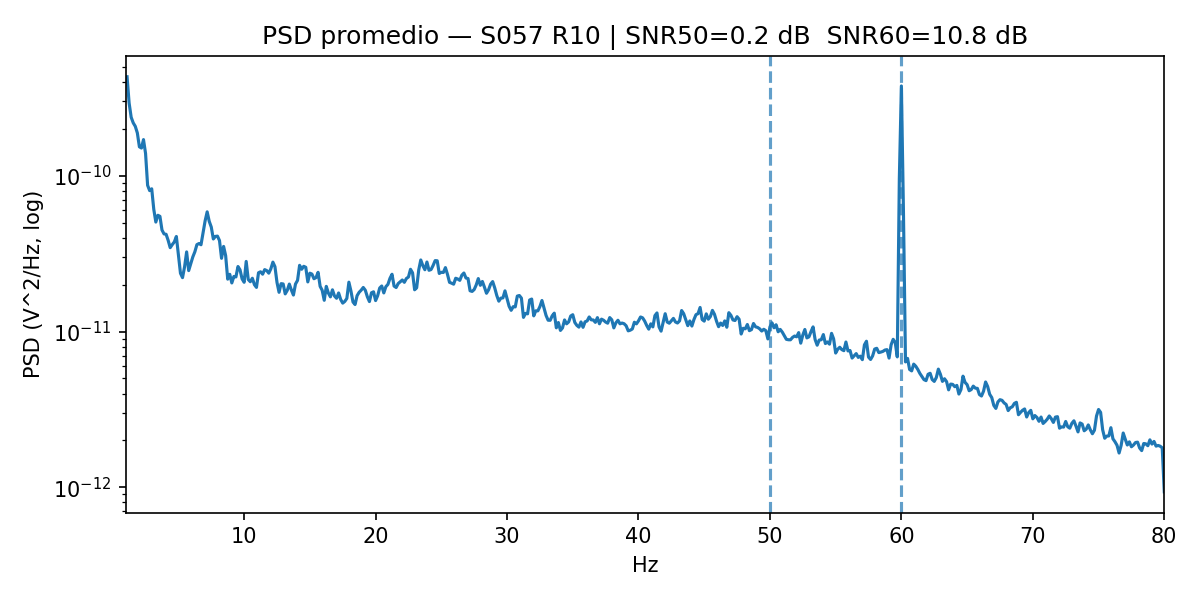 PSD promedio — S057 R10 | SNR50=0.2 dB  SNR60=10.8 dB
PSD (V^2/Hz, log)
10⁻¹⁰
10⁻¹¹
10⁻¹²
10 20 30 40 50 60 70 80
Hz